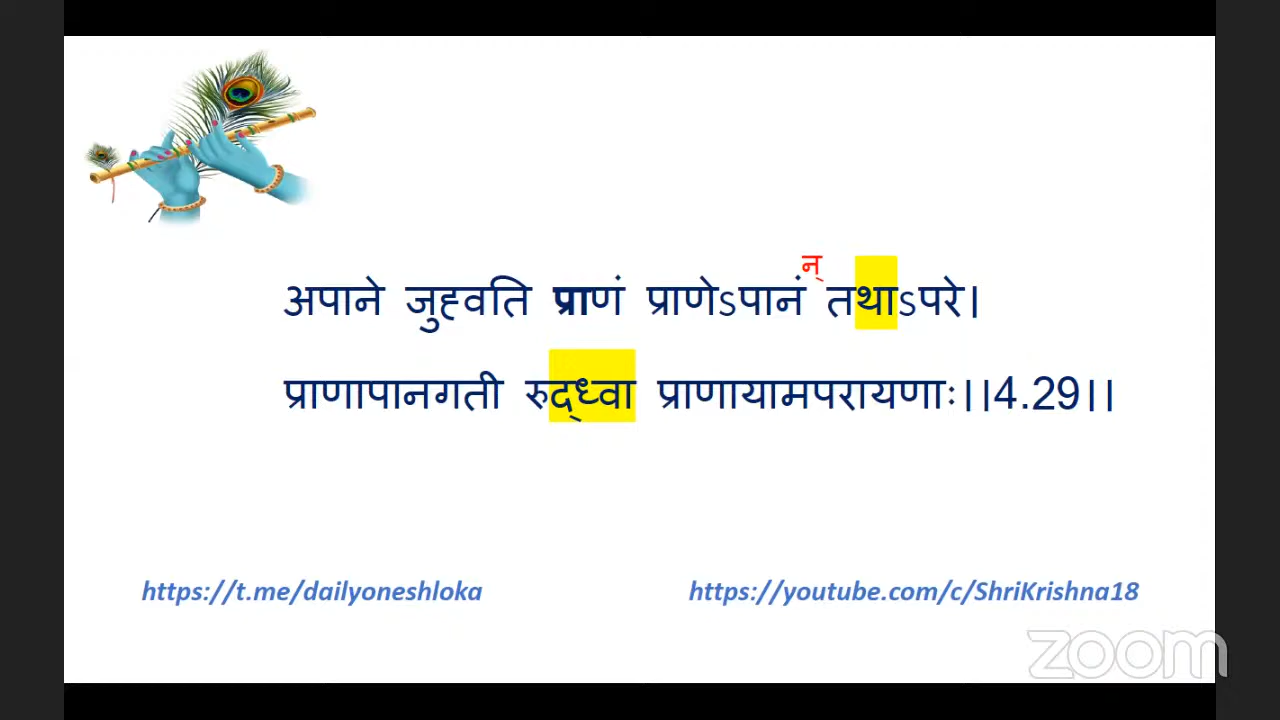 न्
अपाने जुह्वति प्राणं प्राणेऽपानं तथाऽपरे।
प्राणापानगती रुद्ध्वा प्राणायामपरायणाः।।4.29।।
https://t.me/dailyoneshloka
https://youtube.com/c/ShriKrishna18
zoom